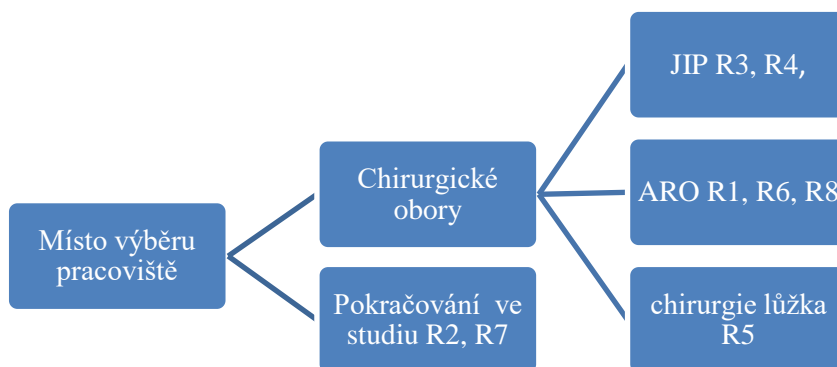 Místo výběru
pracoviště
Chirurgické
obory
Pokračování  ve
studiu R2, R7
JIP R3, R4,
ARO R1, R6, R8
chirurgie lůžka
R5